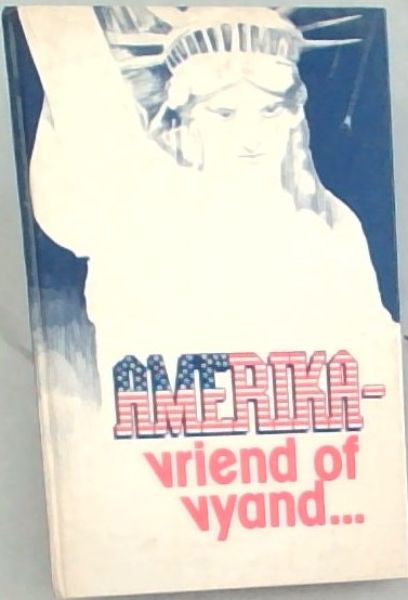 AMERIKA-
vriend of
vyand...